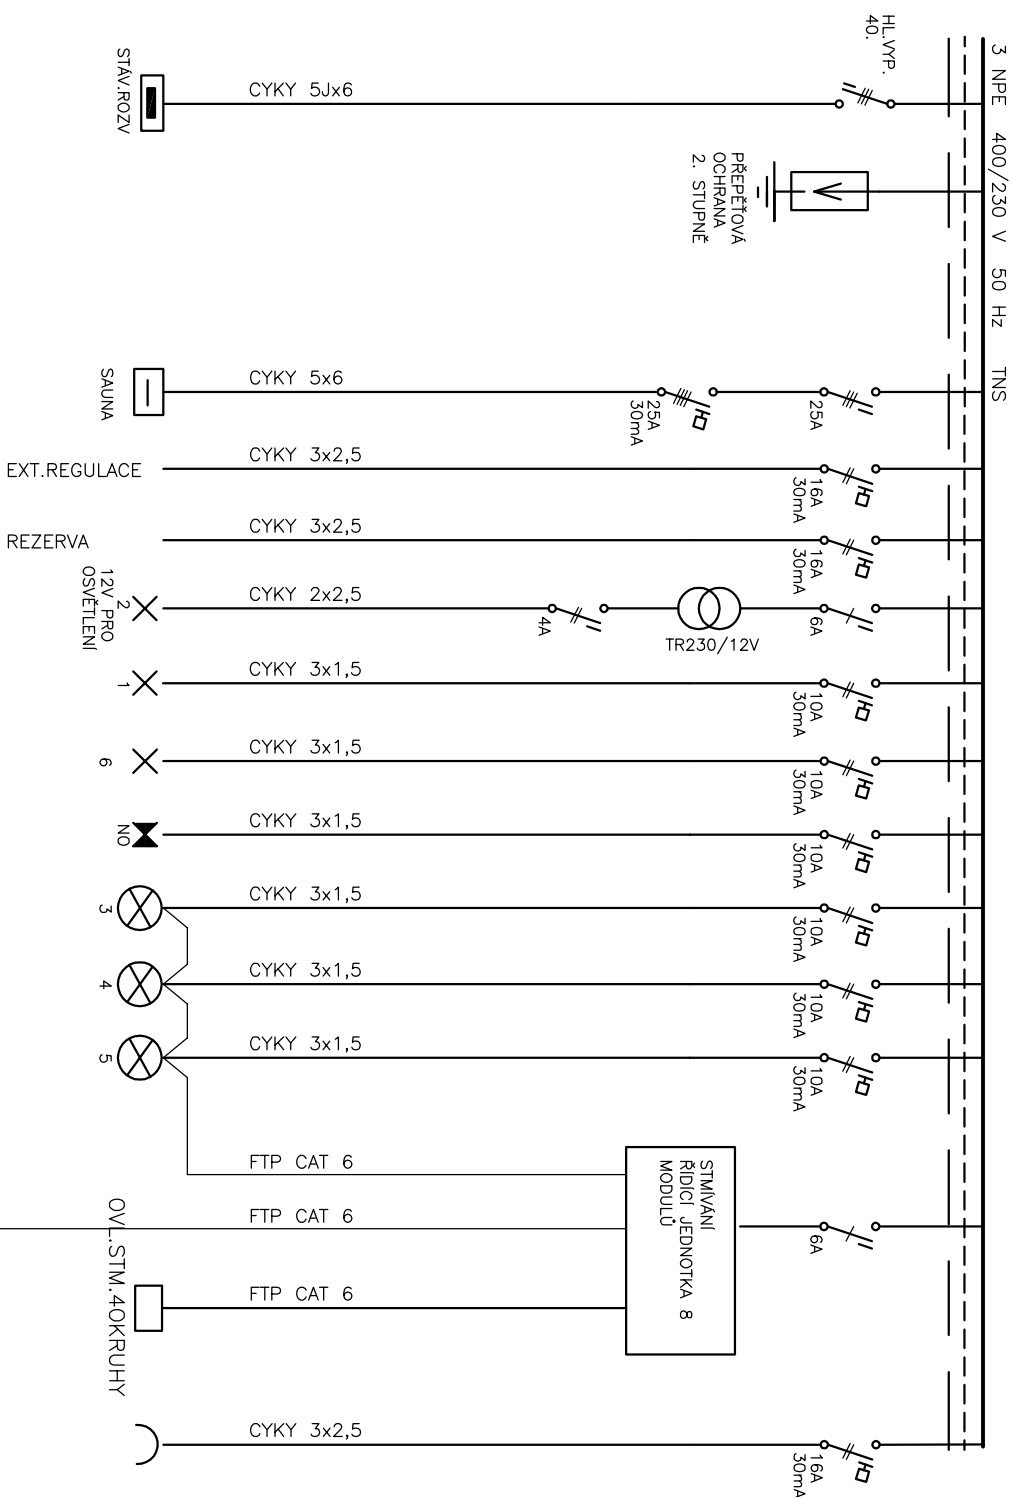 3 NPE 400/230 V 50 Hz TNS
HL.VYP.
40.
CYKY 5Jx6
STÁV.ROZV
PŘEPĚŤOVÁ
OCHRANA
2. STUPNĚ
25A
25A
30mA
CYKY 5x6
SAUNA
16A
30mA
CYKY 3x2,5
EXT.REGULACE
16A
30mA
CYKY 3x2,5
REZERVA
6A
TR230/12V
4A
CYKY 2x2,5
2
12V PRO
OSVĚTLENÍ
10A
30mA
CYKY 3x1,5
1
10A
30mA
CYKY 3x1,5
6
10A
30mA
CYKY 3x1,5
NO
10A
30mA
CYKY 3x1,5
3
10A
30mA
CYKY 3x1,5
4
10A
30mA
CYKY 3x1,5
5
6A
STMÍVÁNÍ
ŘÍDÍCÍ JEDNOTKA 8
MODULŮ
FTP CAT 6
FTP CAT 6
FTP CAT 6
OVL.STM.40KRUHY
16A
30mA
CYKY 3x2,5